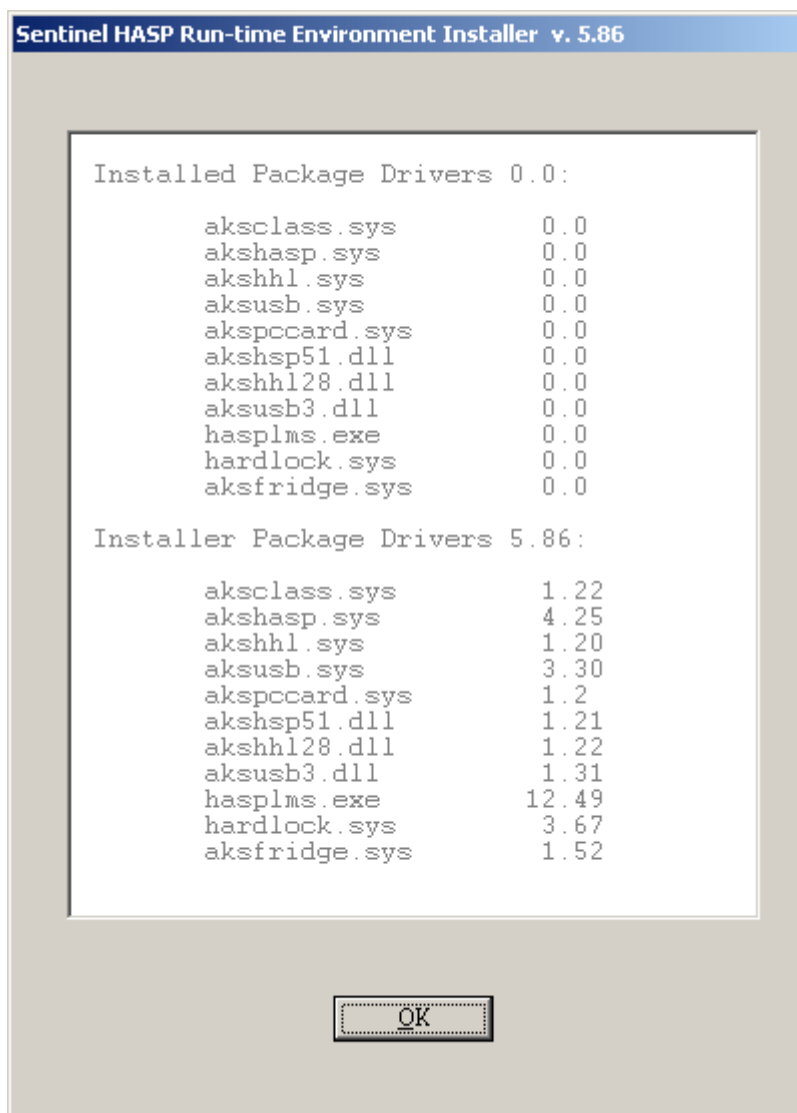 Sentinel HASP Run-time Environment Installer v. 5.86
Installed Package Drivers 0.0:
aksclass.sys 0.0
akshasp.sys 0.0
akshhl.sys 0.0
aksusb.sys 0.0
akspccard.sys 0.0
akshsp51.dll 0.0
akshhl28.dll 0.0
aksusb3.dll 0.0
hasplms.exe 0.0
hardlock.sys 0.0
aksfridge.sys 0.0
Installer Package Drivers 5.86:
aksclass.sys 1.22
akshasp.sys 4.25
akshhl.sys 1.20
aksusb.sys 3.30
akspccard.sys 1.2
akshsp51.dll 1.21
akshhl28.dll 1.22
aksusb3.dll 1.31
hasplms.exe 12.49
hardlock.sys 3.67
aksfridge.sys 1.52
OK